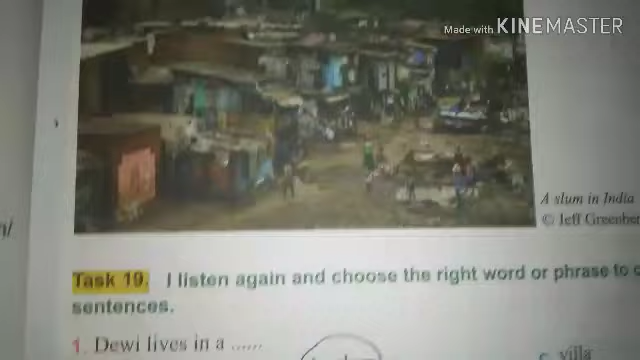 Made with KINEMASTER
A slum in India
© Jeff Greenber
Task 19. I listen again and choose the right word or phrase to c
sentences.
1. Dewi lives in a ......
c. villa